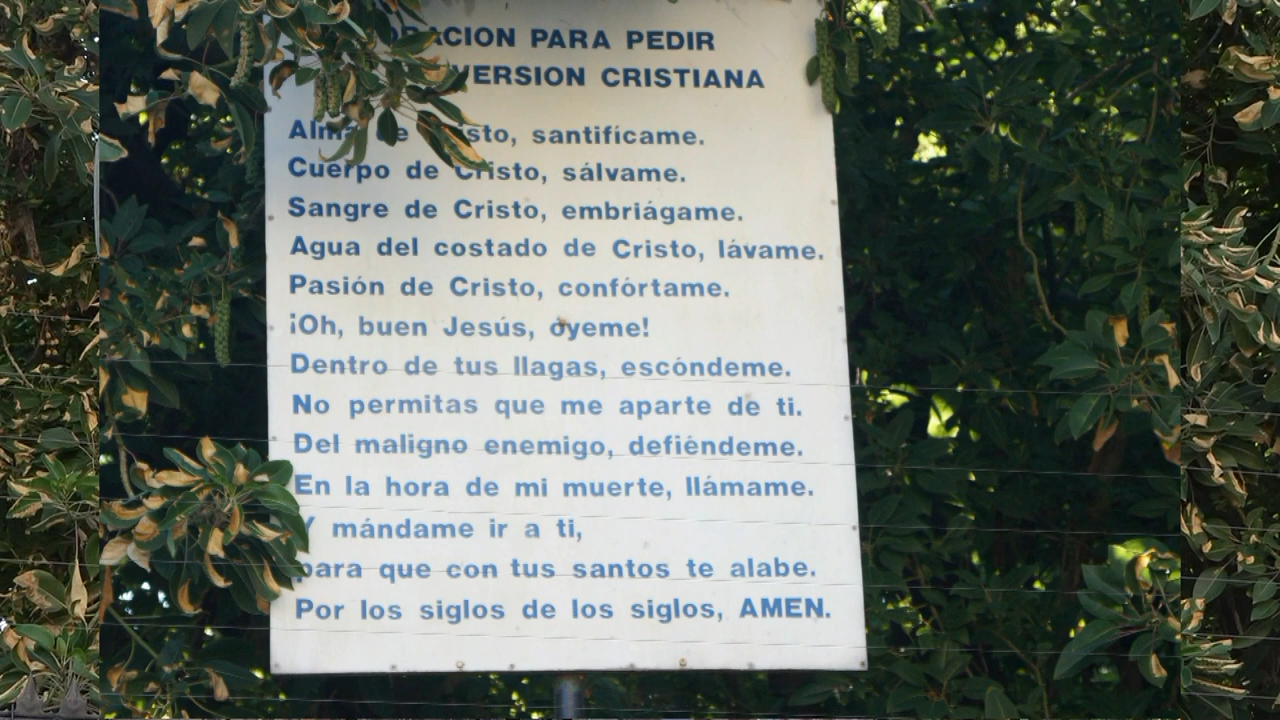 ORACION PARA PEDIR
VERSION CRISTIANA
Alma de Cristo, santifícame.
Cuerpo de Cristo, sálvame.
Sangre de Cristo, embriágame.
Agua del costado de Cristo, lávame.
Pasión de Cristo, confórtame.
¡Oh, buen Jesús, óyeme!
Dentro de tus llagas, escóndeme.
No permitas que me aparte de ti.
Del maligno enemigo, defiéndeme.
En la hora de mi muerte, llámame.
Y mándame ir a ti,
para que con tus santos te alabe.
Por los siglos de los siglos, AMEN.